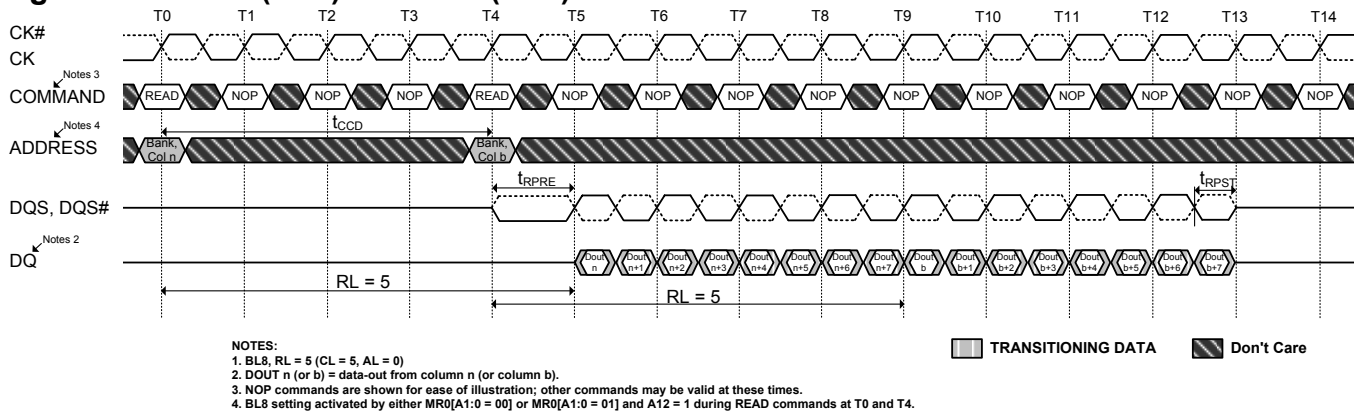 T0 T1 T2 T3 T4 T5 T6 T7 T8 T9 T10 T11 T12 T13 T14
CK#
CK
Notes 3
COMMAND READ NOP NOP NOP READ NOP NOP NOP NOP NOP NOP NOP NOP NOP NOP
tCCD
Notes 4
ADDRESS Bank, Col n Bank, Col b
tRPRE tRPST
DQS, DQS#
Notes 2
DQ Dout n Dout n+1 Dout n+2 Dout n+3 Dout n+4 Dout n+5 Dout n+6 Dout n+7 Dout b Dout b+1 Dout b+2 Dout b+3 Dout b+4 Dout b+5 Dout b+6 Dout b+7
RL = 5 RL = 5
NOTES:
1. BL8, RL = 5 (CL = 5, AL = 0)
2. DOUT n (or b) = data-out from column n (or column b).
3. NOP commands are shown for ease of illustration; other commands may be valid at these times.
4. BL8 setting activated by either MR0[A1:0 = 00] or MR0[A1:0 = 01] and A12 = 1 during READ commands at T0 and T4.
TRANSITIONING DATA Don't Care